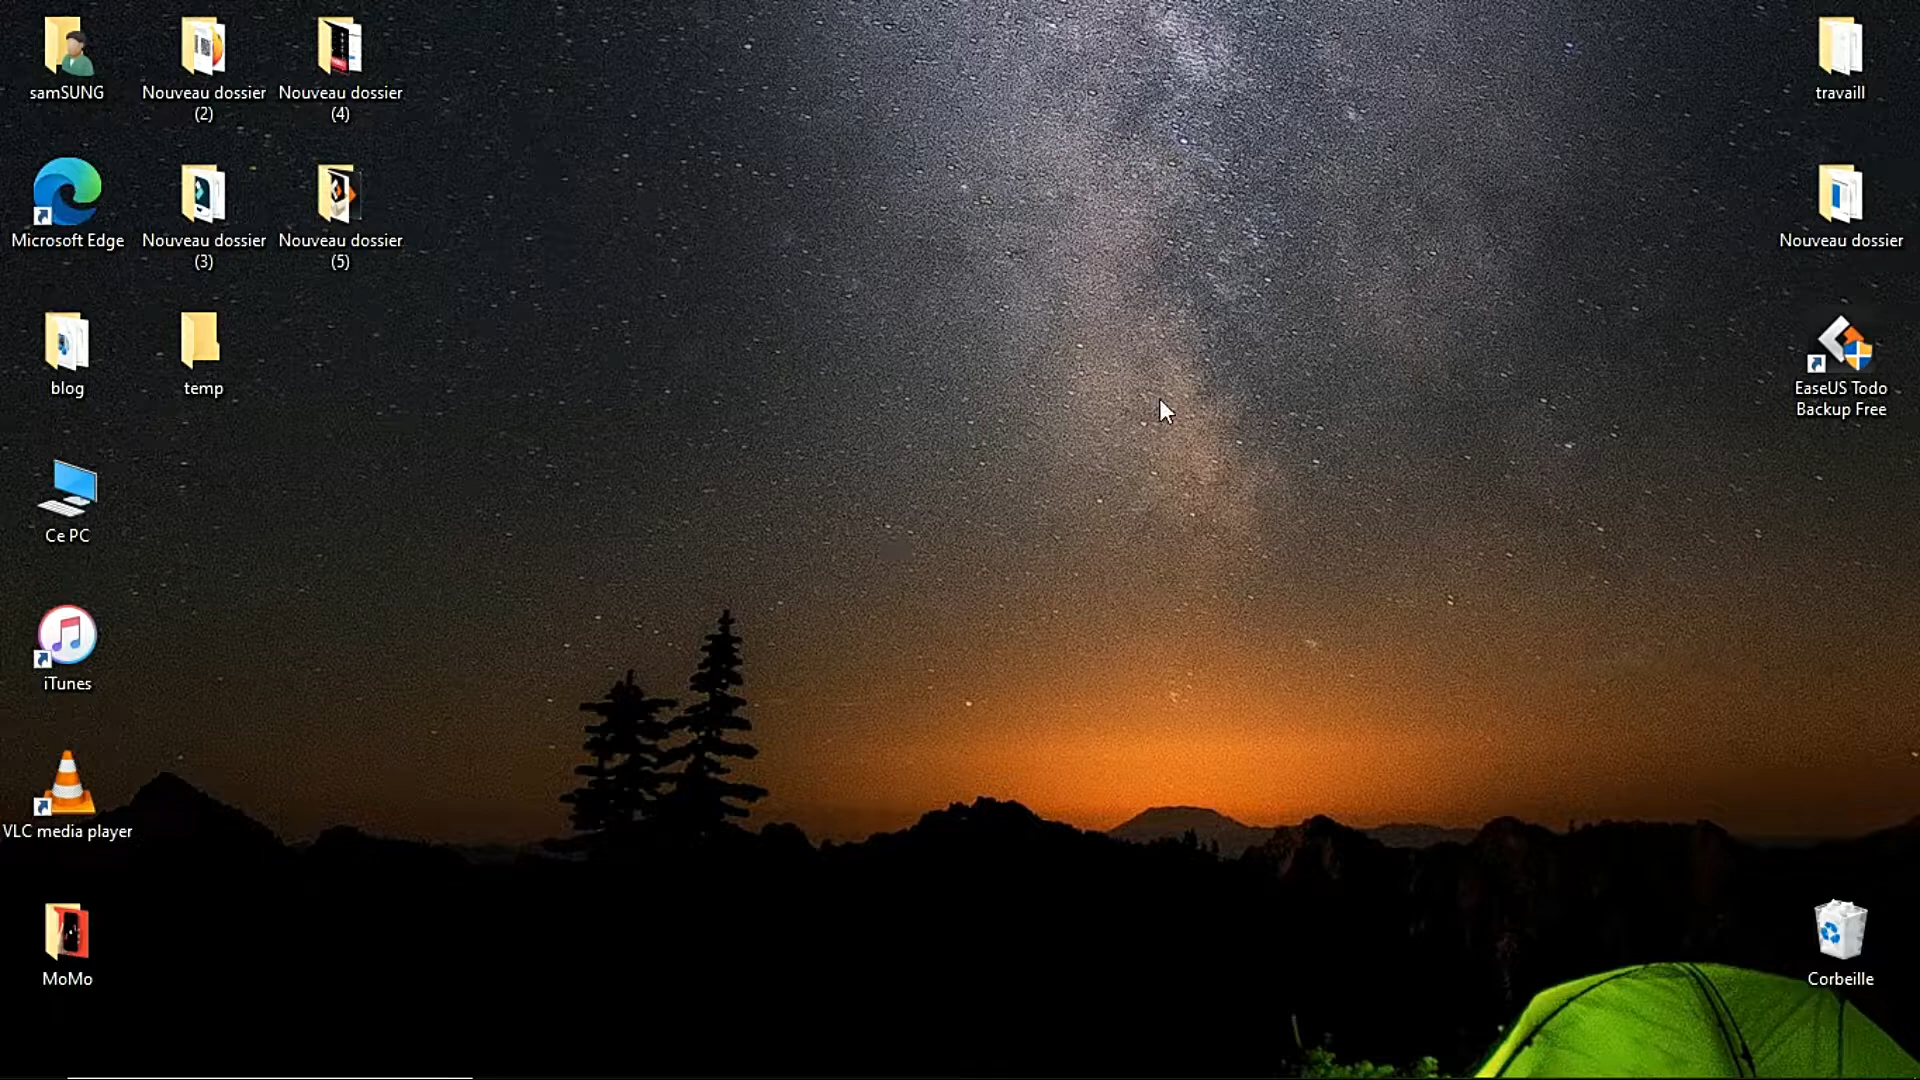 samSUNG
Nouveau dossier
(2)
Nouveau dossier
(4)
travaill
Microsoft Edge
Nouveau dossier
(3)
Nouveau dossier
(5)
Nouveau dossier
blog
temp
EaseUS Todo
Backup Free
Ce PC
iTunes
VLC media player
MoMo
Corbeille